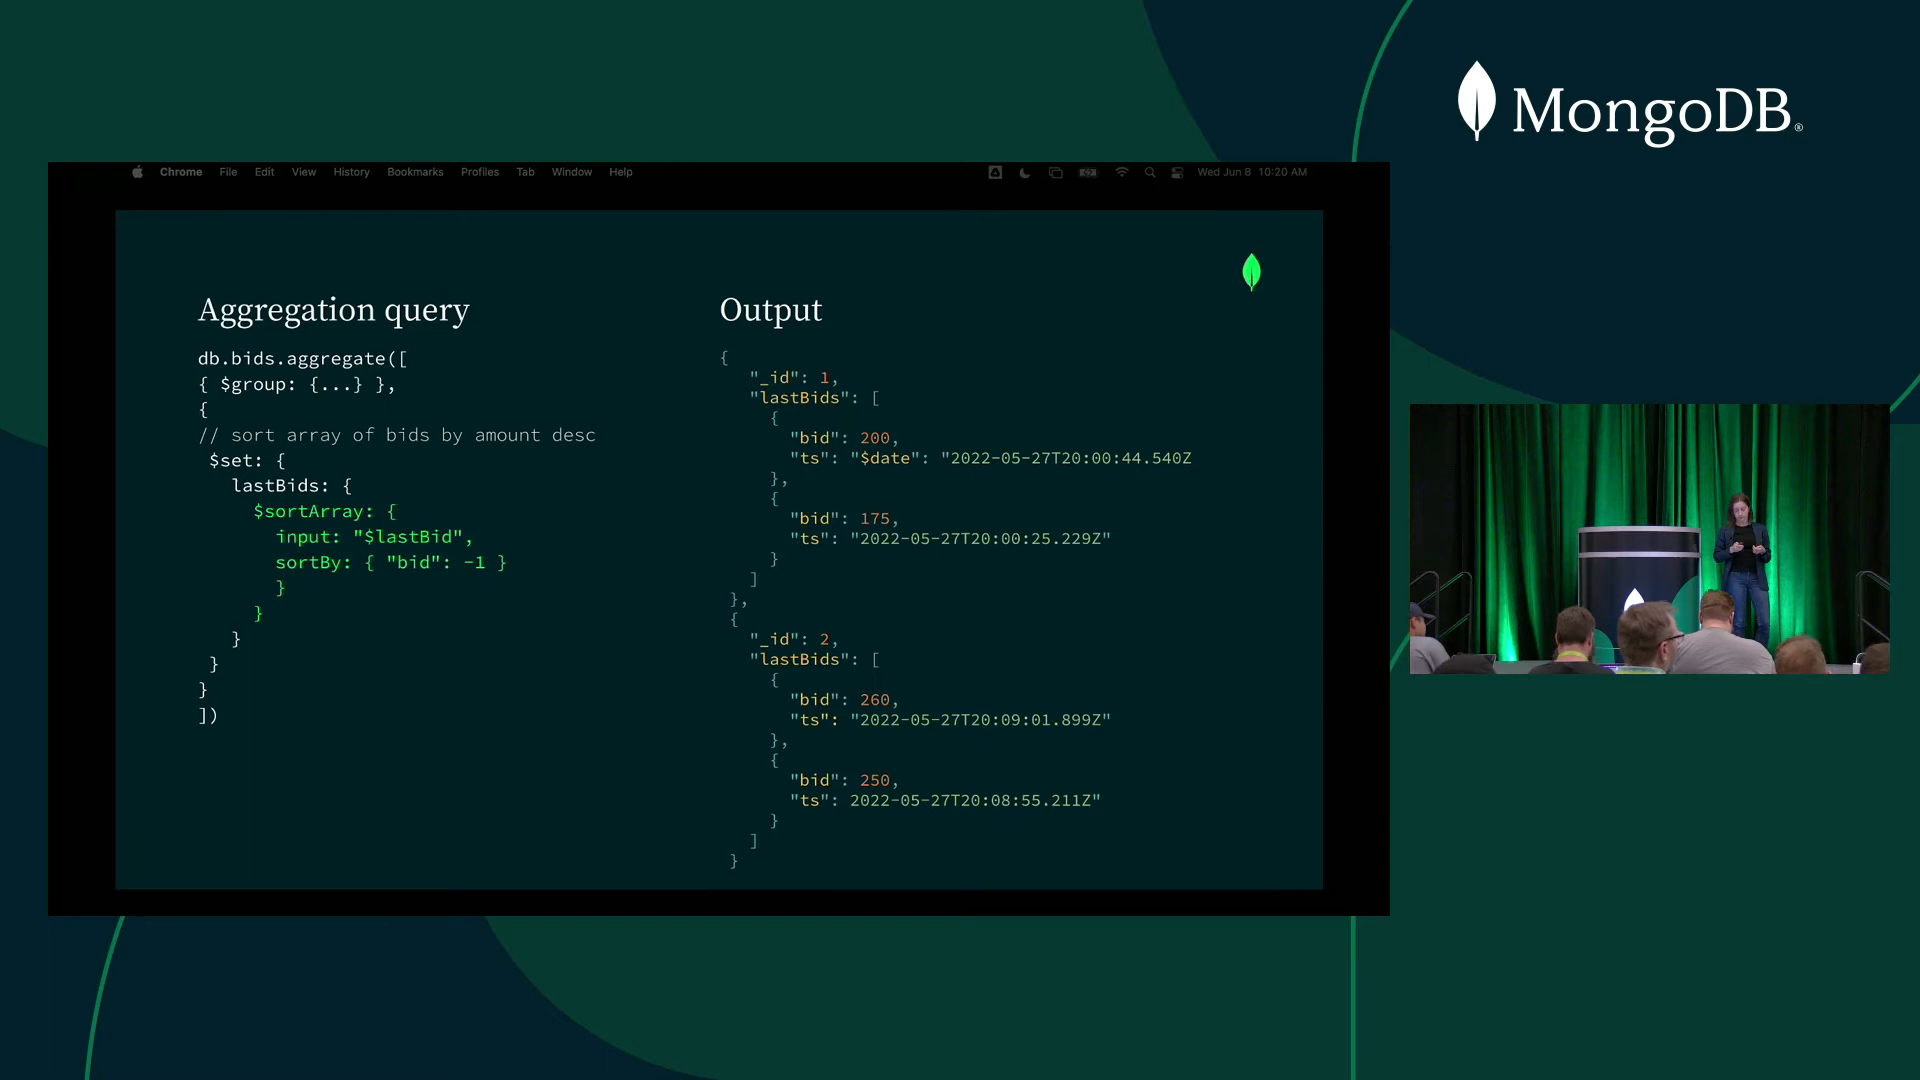 MongoDB®
Chrome File Edit View History Bookmarks Profiles Tab Window Help Wed Jun 8 10:20 AM
Aggregation query
db.bids.aggregate([
{ $group: {...} },
{
// sort array of bids by amount desc
$set: {
lastBids: {
$sortArray: {
input: "$lastBid",
sortBy: { "bid": -1 }
}
}
}
}
}
])
Output
{
"_id": 1,
"lastBids": [
{
"bid": 200,
"ts": "$date": "2022-05-27T20:00:44.540Z
},
{
"bid": 175,
"ts": "2022-05-27T20:00:25.229Z"
}
]
},
{
"_id": 2,
"lastBids": [
{
"bid": 260,
"ts": "2022-05-27T20:09:01.899Z"
},
{
"bid": 250,
"ts": 2022-05-27T20:08:55.211Z"
}
]
}